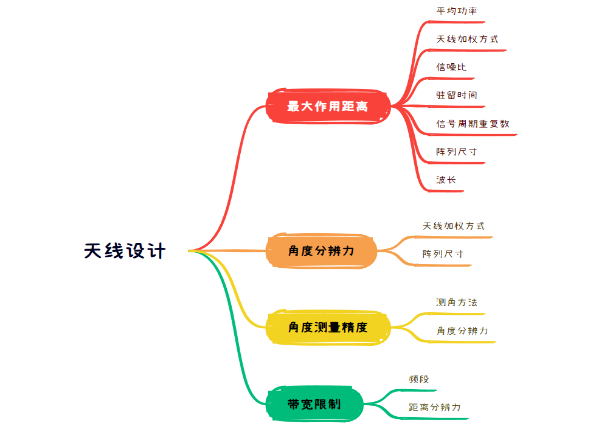 天线设计
最大作用距离
平均功率
天线加权方式
信噪比
驻留时间
信号周期重复数
阵列尺寸
波长
角度分辨力
天线加权方式
阵列尺寸
角度测量精度
测角方法
角度分辨力
带宽限制
频段
距离分辨力